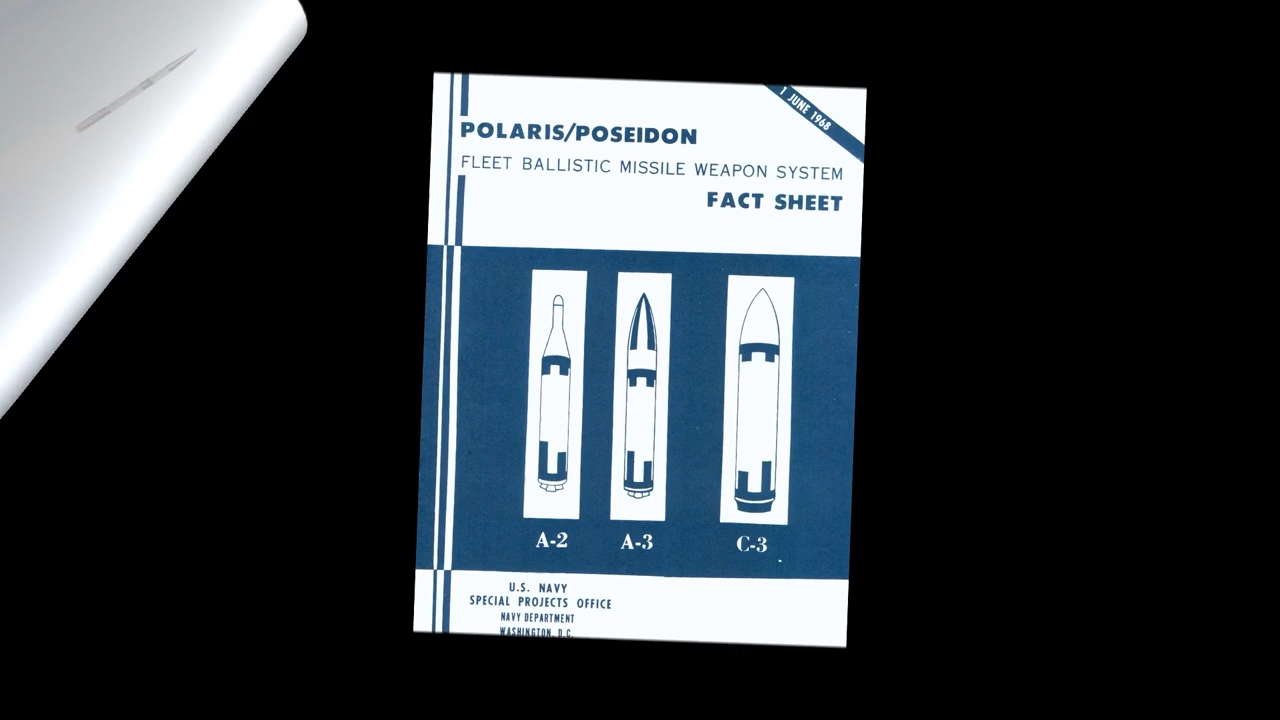 1 JUNE 1968
POLARIS/POSEIDON
FLEET BALLISTIC MISSILE WEAPON SYSTEM
FACT SHEET
A-2 A-3 C-3
U.S. NAVY
SPECIAL PROJECTS OFFICE
NAVY DEPARTMENT
WASHINGTON, D.C.